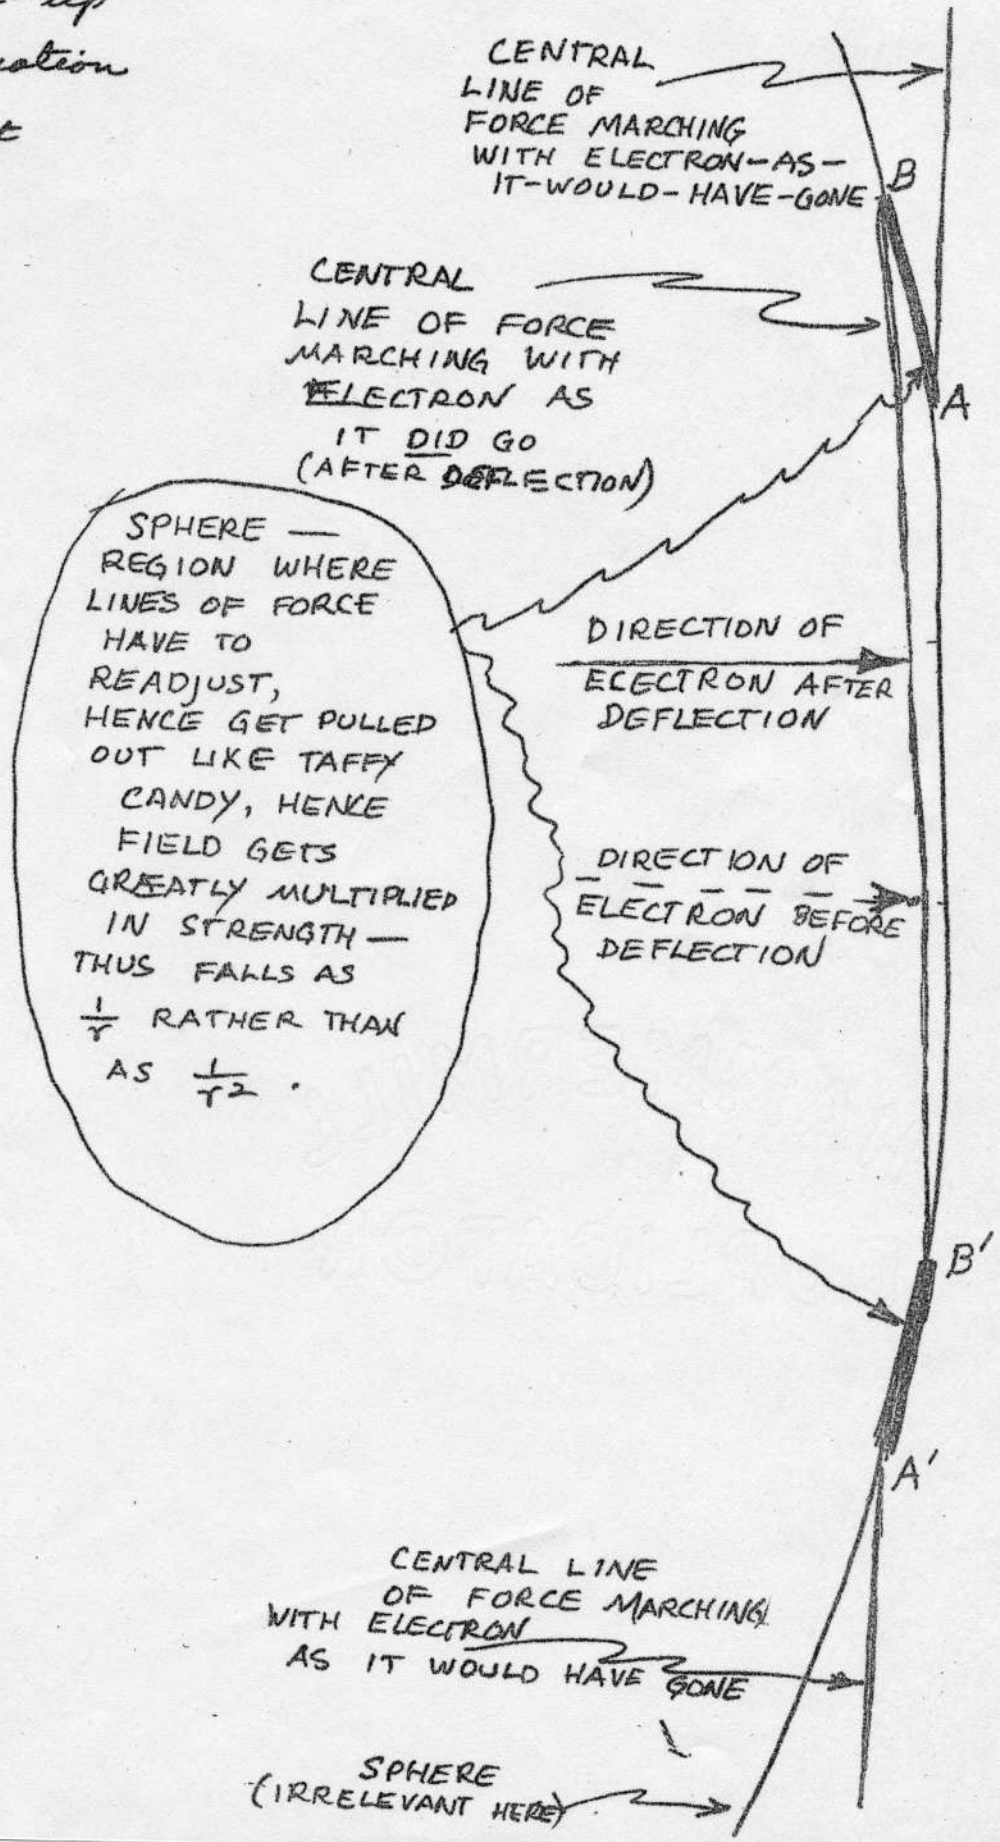 up
t
CENTRAL
LINE OF
FORCE MARCHING
WITH ELECTRON-AS-
IT-WOULD-HAVE-GONE
B
CENTRAL
LINE OF FORCE
MARCHING WITH
ELECTRON AS
IT DID GO
(AFTER DEFLECTION)
A
SPHERE —
REGION WHERE
LINES OF FORCE
HAVE TO
READJUST,
HENCE GET PULLED
OUT LIKE TAFFY
CANDY, HENCE
FIELD GETS
GREATLY MULTIPLIED
IN STRENGTH —
THUS FALLS AS
1/r RATHER THAN
AS 1/r2 .
DIRECTION OF
ECECTRON AFTER
DEFLECTION
DIRECTION OF
ELECTRON BEFORE
DEFLECTION
B'
A'
CENTRAL LINE
OF FORCE MARCHING
WITH ELECTRON
AS IT WOULD HAVE GONE
SPHERE
(IRRELEVANT HERE)